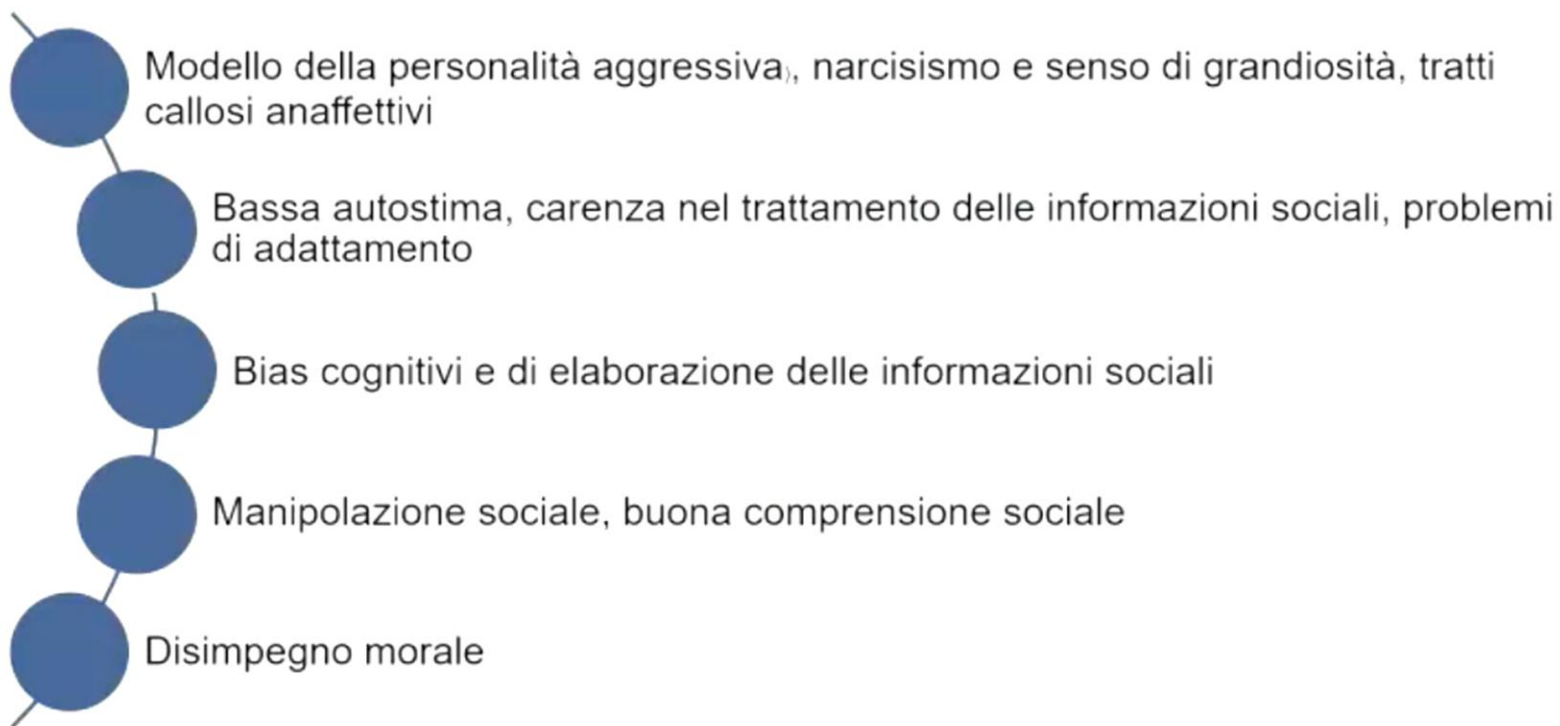 Modello della personalità aggressiva), narcisismo e senso di grandiosità, tratti
callosi anaffettivi
Bassa autostima, carenza nel trattamento delle informazioni sociali, problemi
di adattamento
Bias cognitivi e di elaborazione delle informazioni sociali
Manipolazione sociale, buona comprensione sociale
Disimpegno morale